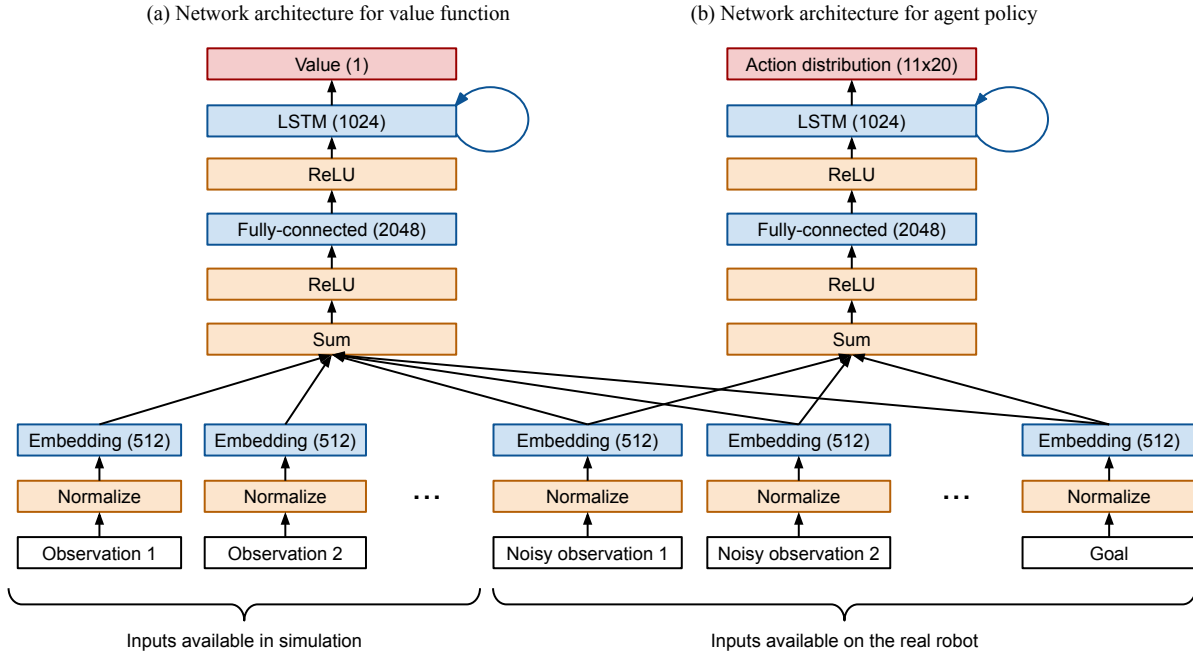 (a) Network architecture for value function
(b) Network architecture for agent policy
Value (1)
Action distribution (11x20)
LSTM (1024)
LSTM (1024)
ReLU
ReLU
Fully-connected (2048)
Fully-connected (2048)
ReLU
ReLU
Sum
Sum
Embedding (512)
Embedding (512)
Embedding (512)
Embedding (512)
Embedding (512)
Normalize
Normalize
...
Normalize
Normalize
...
Normalize
Observation 1
Observation 2
Noisy observation 1
Noisy observation 2
Goal
Inputs available in simulation
Inputs available on the real robot